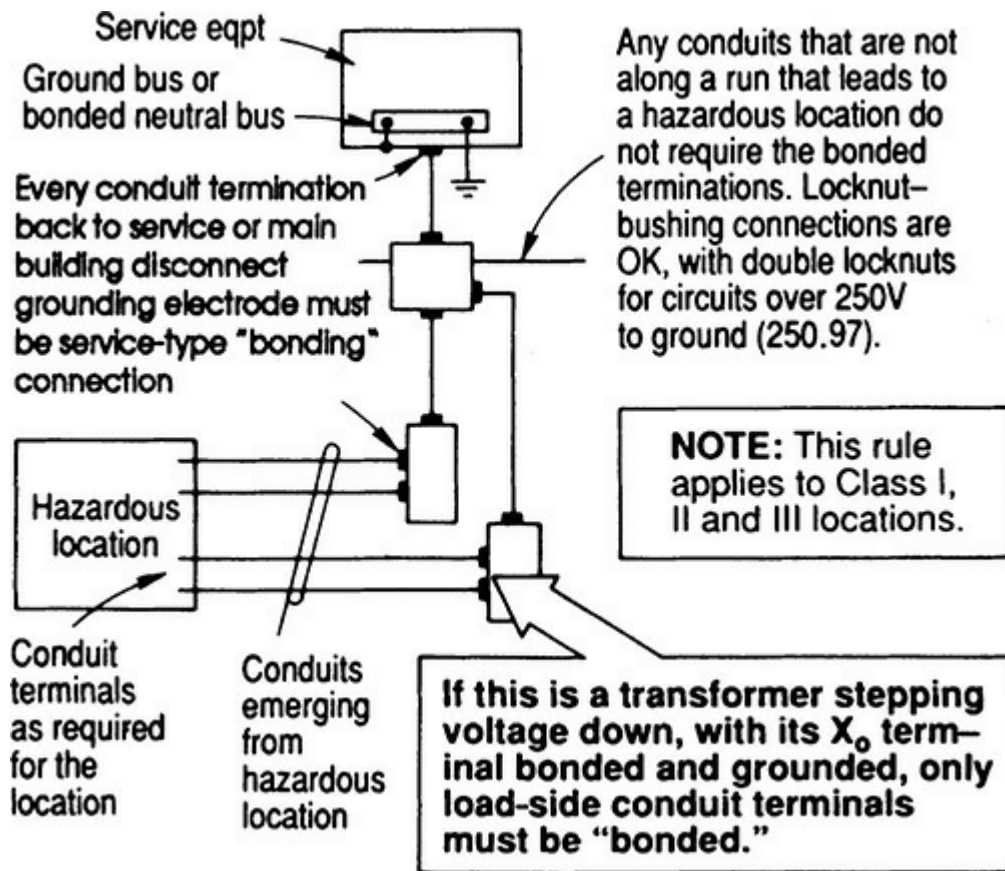 Service eqpt
Ground bus or
bonded neutral bus
Every conduit termination
back to service or main
building disconnect
grounding electrode must
be service-type "bonding"
connection
Any conduits that are not
along a run that leads to
a hazardous location do
not require the bonded
terminations. Locknut–
bushing connections are
OK, with double locknuts
for circuits over 250V
to ground (250.97).
NOTE: This rule
applies to Class I,
II and III locations.
Hazardous
location
Conduit
terminals
as required
for the
location
Conduits
emerging
from
hazardous
location
If this is a transformer stepping
voltage down, with its Xo term–
inal bonded and grounded, only
load-side conduit terminals
must be “bonded.”